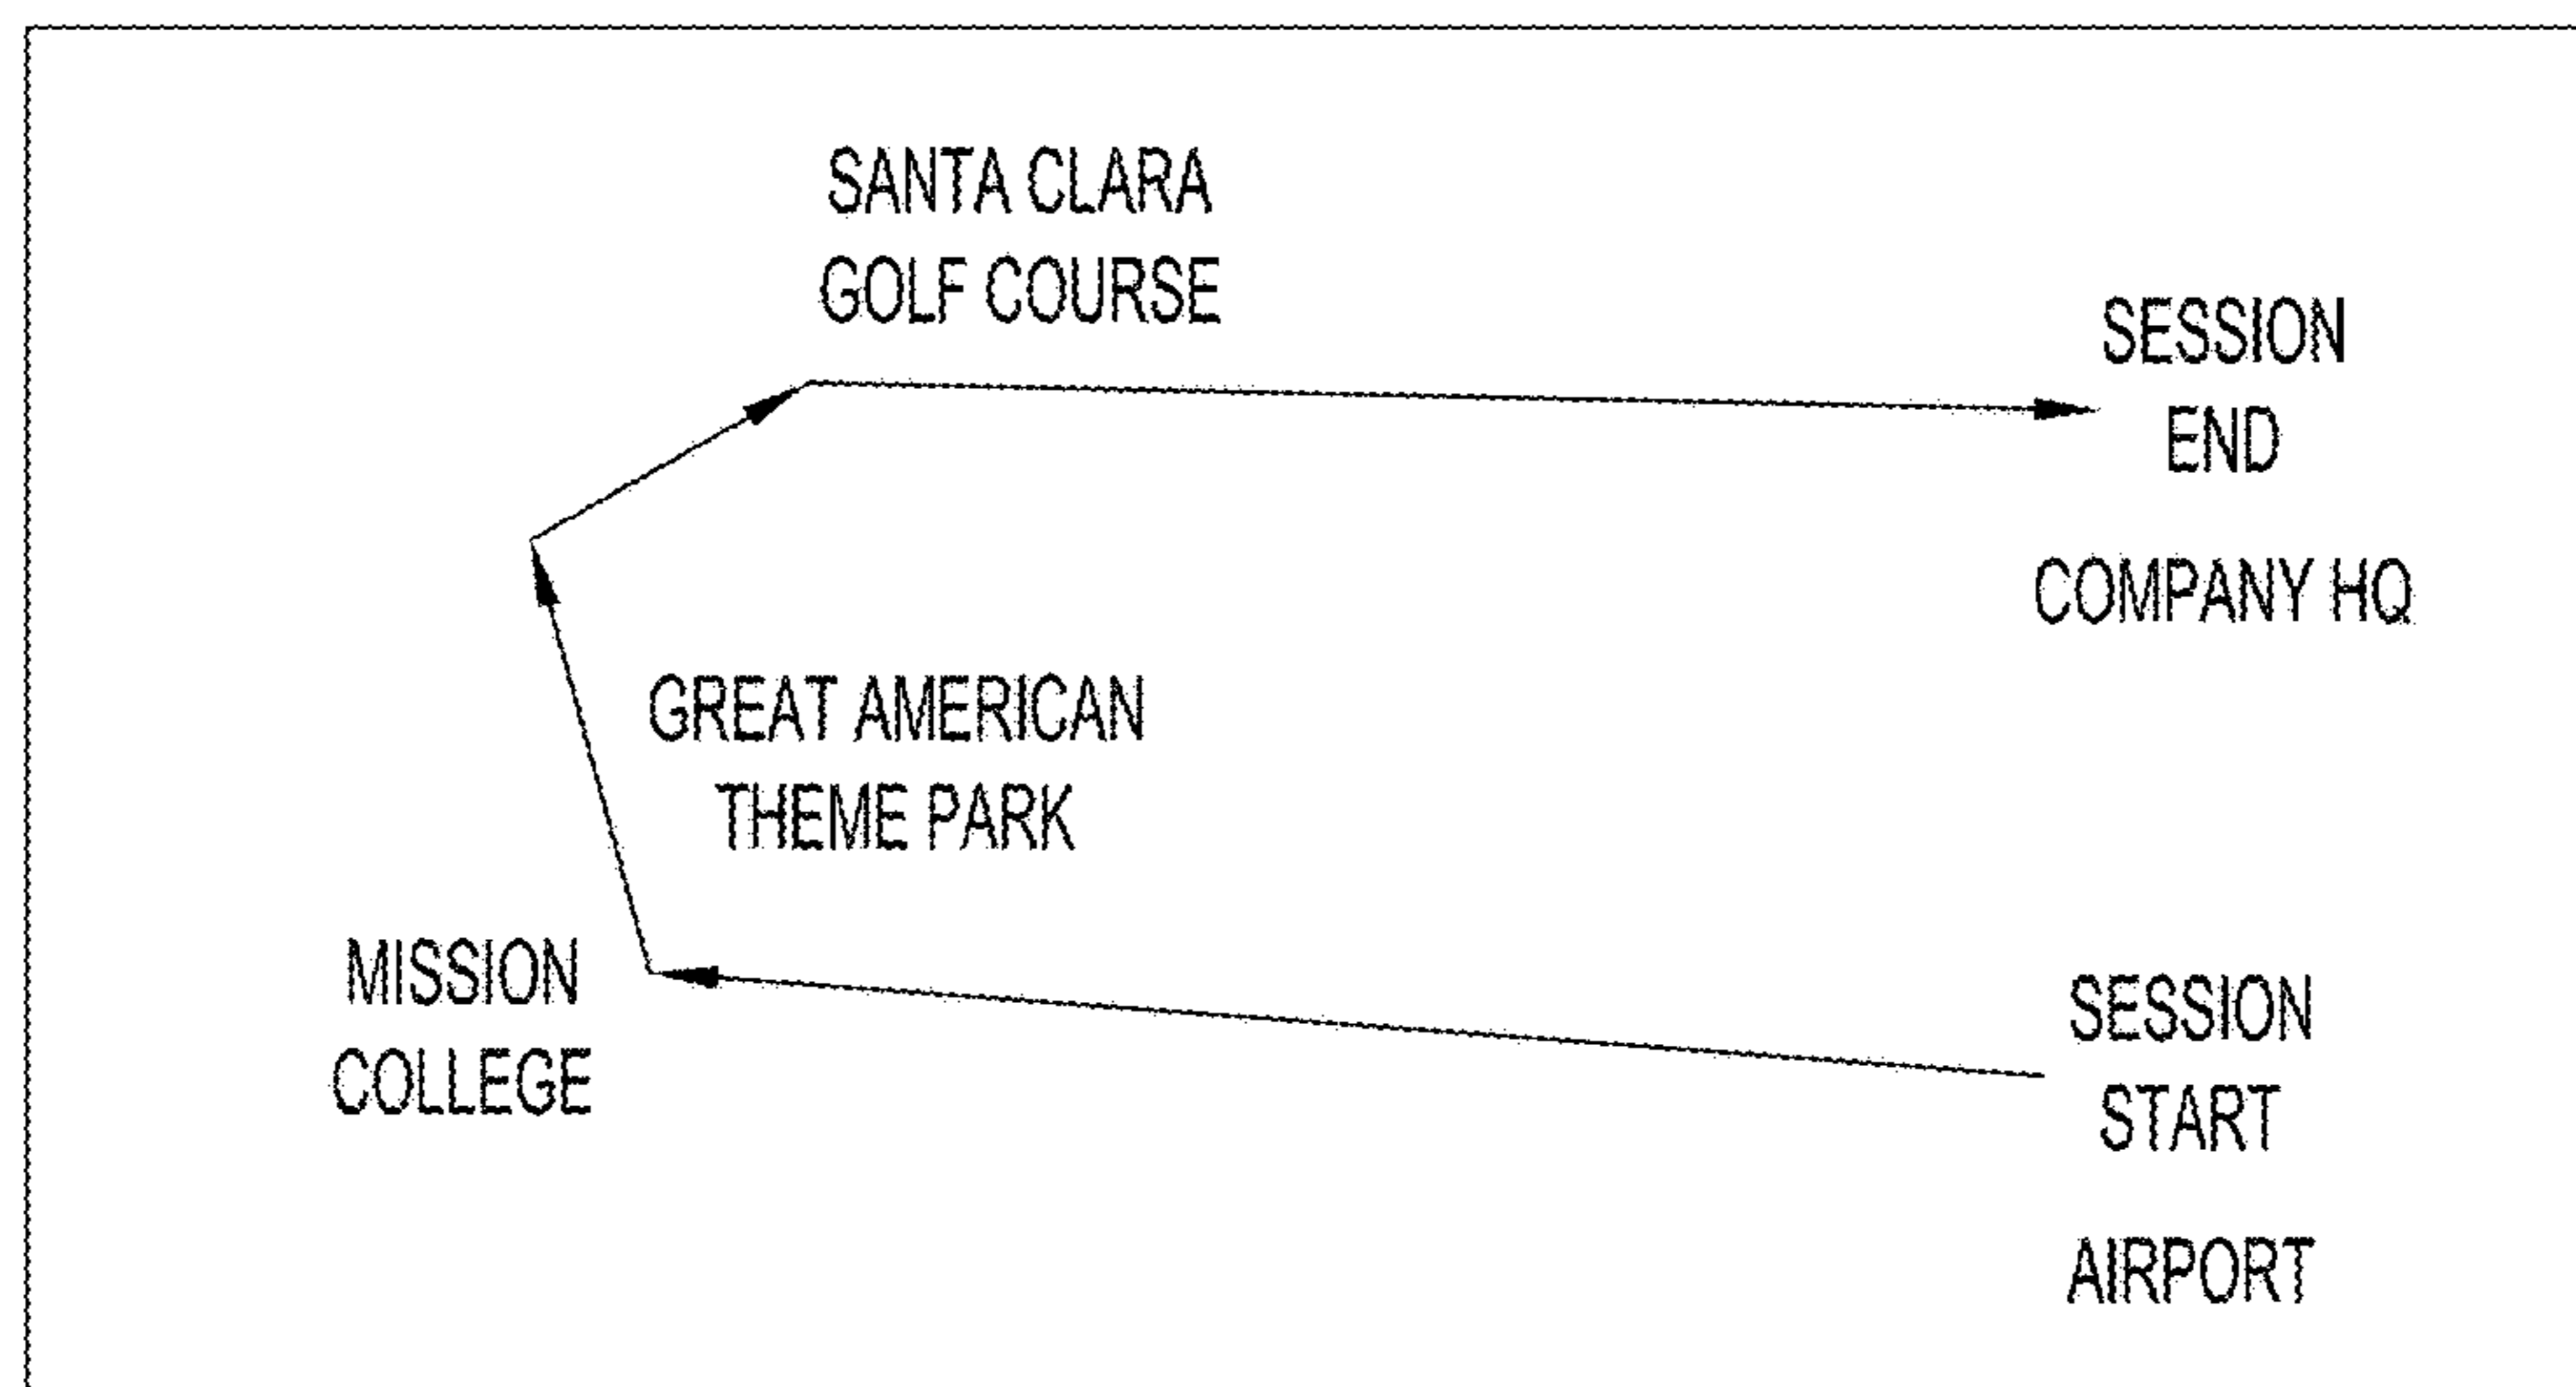 SANTA CLARA
GOLF COURSE
SESSION
END
COMPANY HQ
GREAT AMERICAN
THEME PARK
MISSION
COLLEGE
SESSION
START
AIRPORT